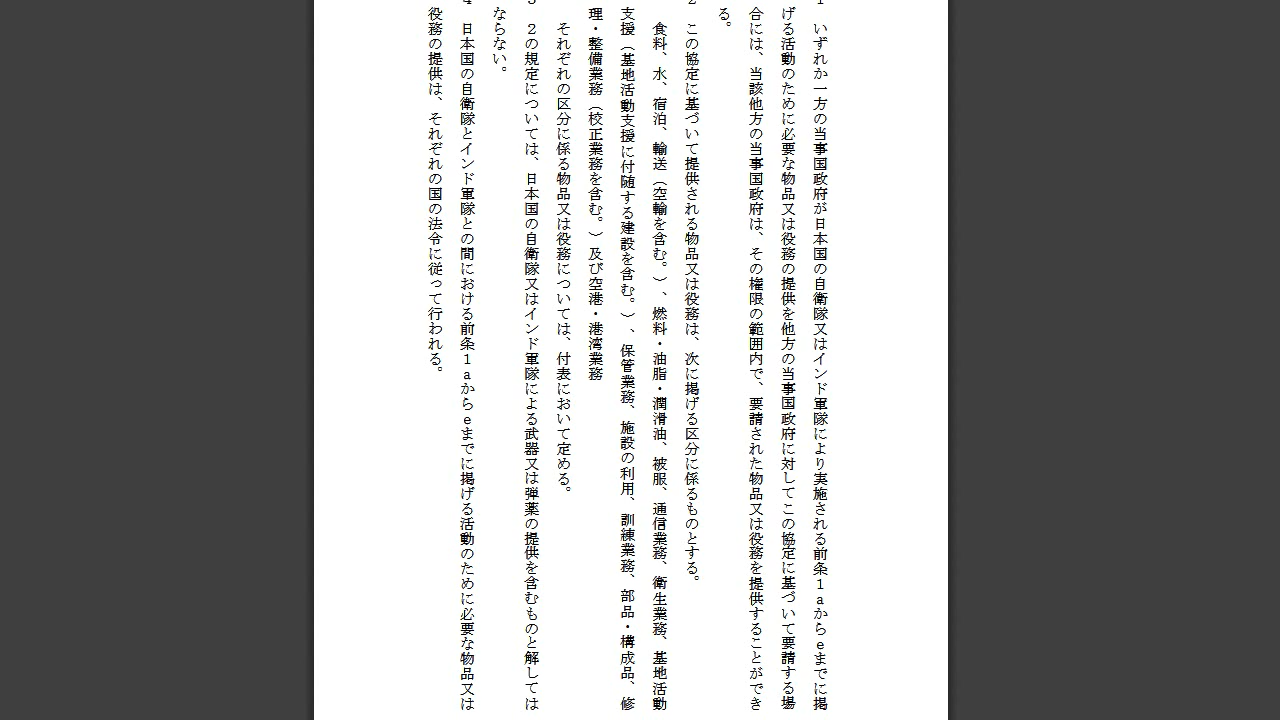 1 いずれか一方の当事国政府が日本国の自衛隊又はインド軍隊により実施される前条1aからeまでに掲
げる活動のために必要な物品又は役務の提供を他方の当事国政府に対してこの協定に基づいて要請する場
合には、当該他方の当事国政府は、その権限の範囲内で、要請された物品又は役務を提供することができ
る。
2 この協定に基づいて提供される物品又は役務は、次に掲げる区分に係るものとする。
食料、水、宿泊、輸送（空輸を含む。）、燃料・油脂・潤滑油、被服、通信業務、衛生業務、基地活動
支援（基地活動支援に付随する建設を含む。）、保管業務、施設の利用、訓練業務、部品・構成品、修
理・整備業務（校正業務を含む。）及び空港・港湾業務
それぞれの区分に係る物品又は役務については、付表において定める。
3 2の規定については、日本国の自衛隊又はインド軍隊による武器又は弾薬の提供を含むものと解しては
ならない。
4 日本国の自衛隊とインド軍隊との間における前条1aからeまでに掲げる活動のために必要な物品又は
役務の提供は、それぞれの国の法令に従って行われる。